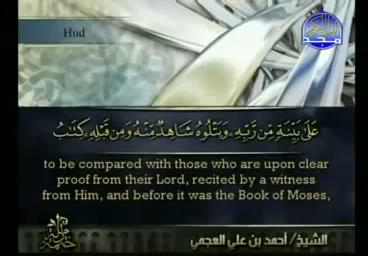 Hud
المجد
عَلَىٰ بَيِّنَةٍ مِّن رَّبِّهِۦ وَيَتْلُوهُ شَاهِدٌ مِّنْهُ وَمِن قَبْلِهِۦ كِتَٰبُ
to be compared with those who are upon clear
proof from their Lord, recited by a witness
from Him, and before it was the Book of Moses,
الشيخ/ أحمد بن علي العجمي